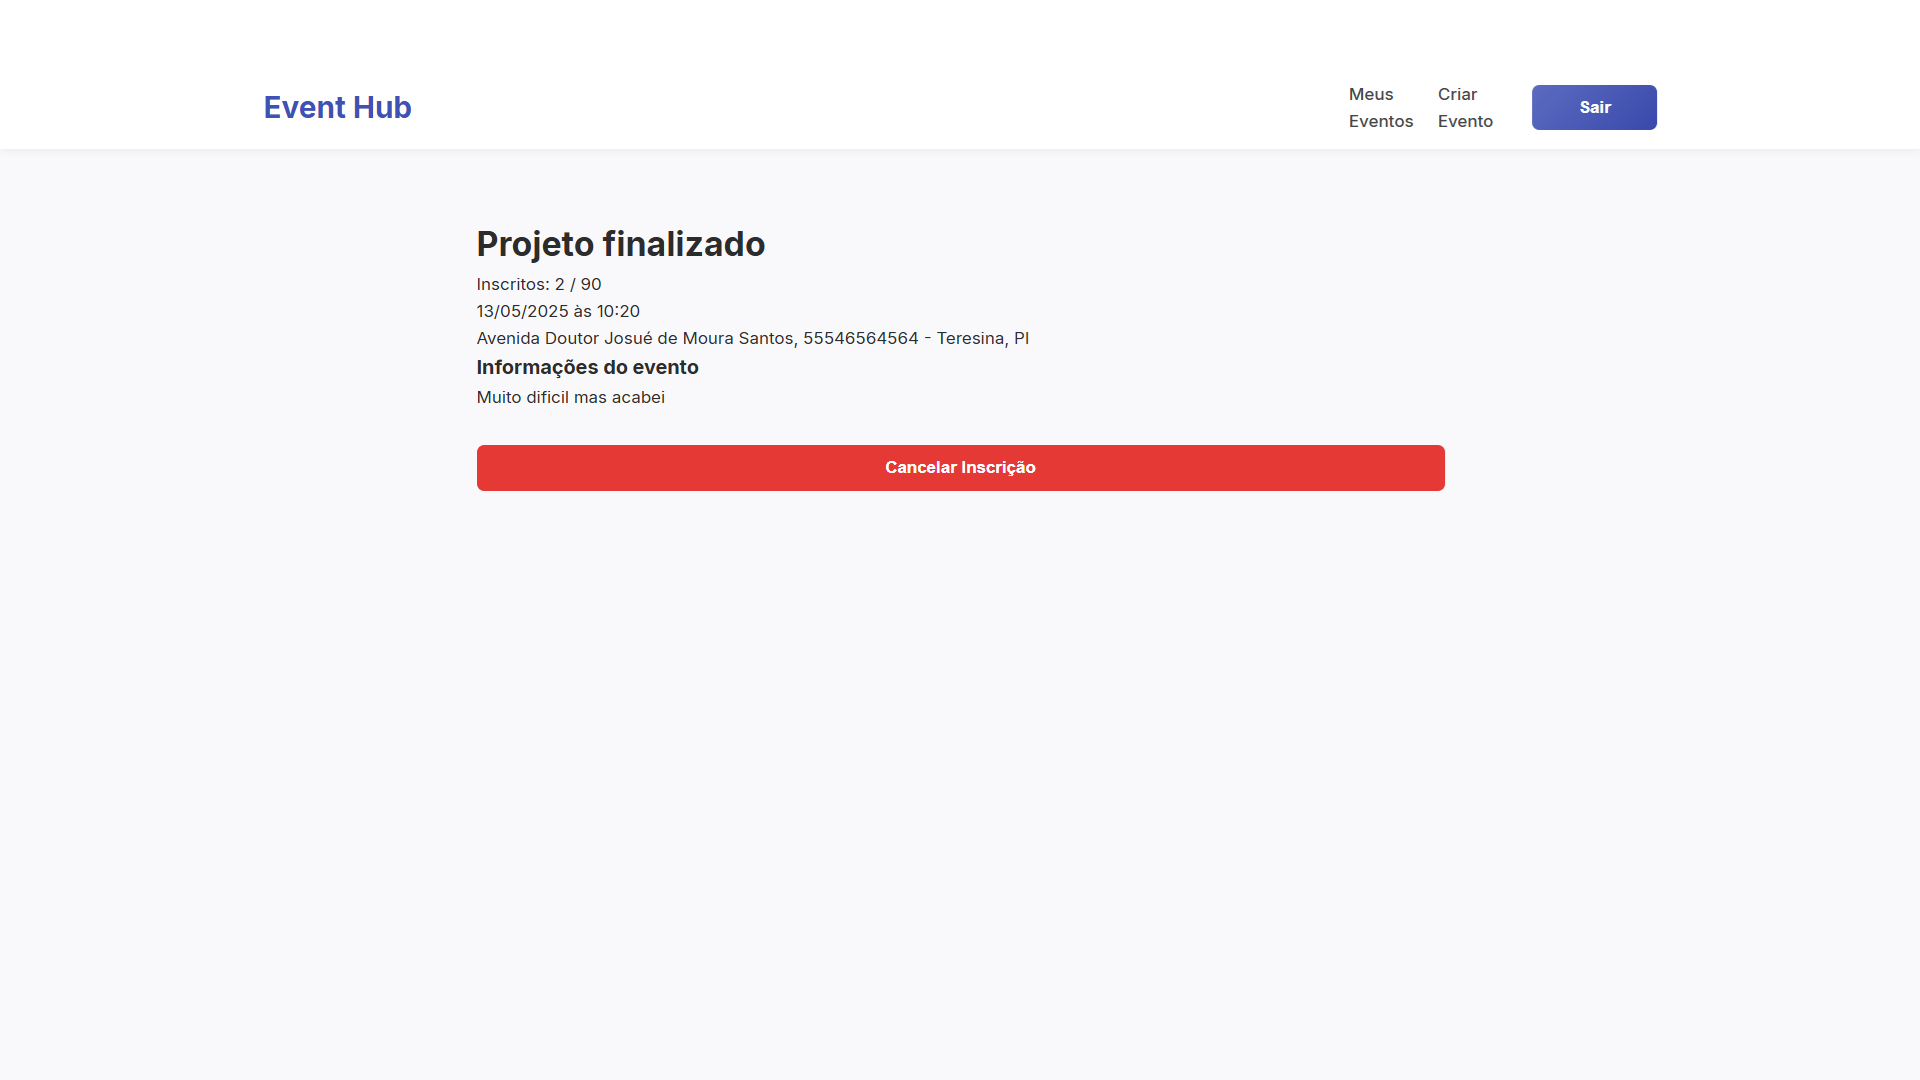 Event Hub
Meus
Eventos
Criar
Evento
Sair
Projeto finalizado
Inscritos: 2 / 90
13/05/2025 às 10:20
Avenida Doutor Josué de Moura Santos, 55546564564 - Teresina, PI
Informações do evento
Muito dificil mas acabei
Cancelar Inscrição